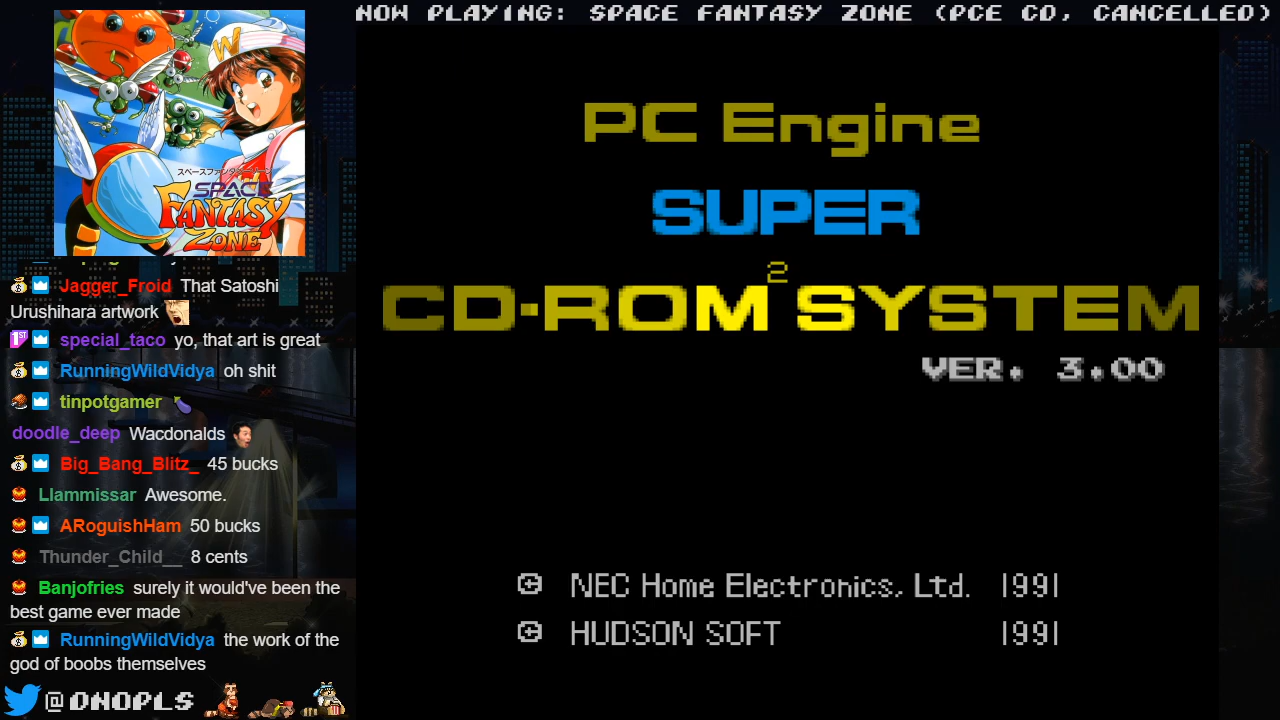 NOW PLAYING: SPACE FANTASY ZONE (PCE CD, CANCELLED)
W
スペースファンタジーゾーン
SPACE
FANTASY
ZONE
Jagger_Froid That Satoshi
Urushihara artwork
1ST special_taco yo, that art is great
RunningWildVidya oh shit
tinpotgamer
doodle_deep Wacdonalds
Big_Bang_Blitz_ 45 bucks
Llammissar Awesome.
ARoguishHam 50 bucks
Thunder_Child__ 8 cents
Banjofries surely it would've been the
best game ever made
RunningWildVidya the work of the
god of boobs themselves
@DNOPLS
PC Engine
SUPER
CD-ROM² SYSTEM
VER. 3.00
NEC Home Electronics, Ltd. 1991
HUDSON SOFT 1991